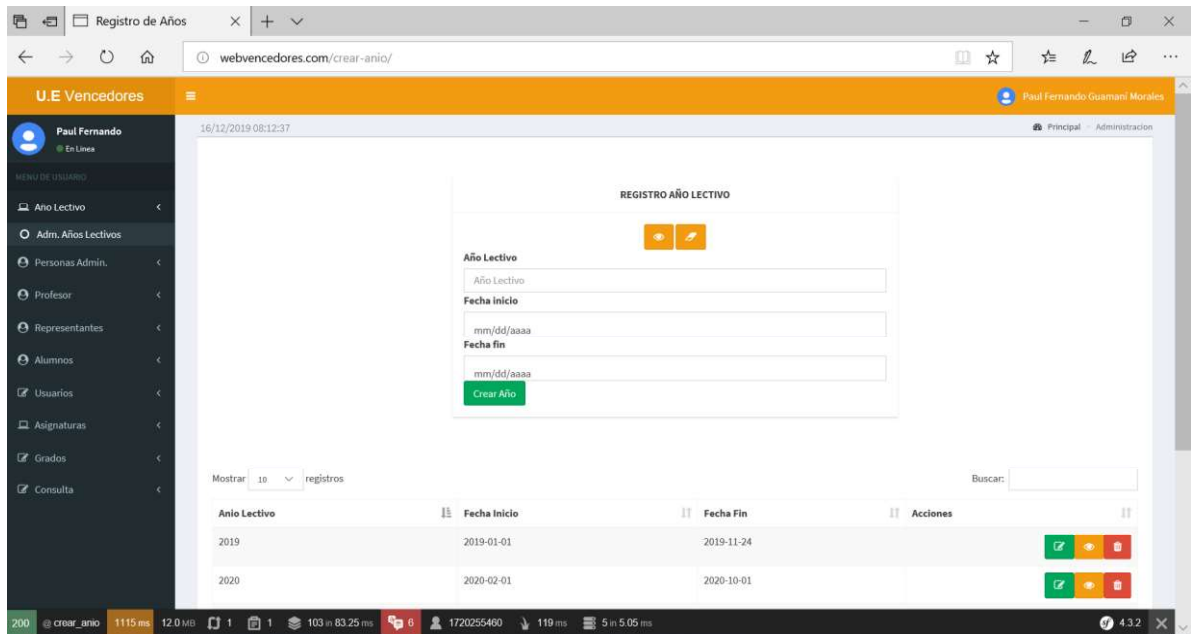 Registro de Años
webvencedores.com/crear-anio/
U.E Vencedores
Paul Fernando Guamaní Morales
Paul Fernando
En Linea
16/12/2019 08:12:37
Principal
Administracion
MENU DE USUARIO
Año Lectivo
Adm. Años Lectivos
Personas Admin.
Profesor
Representantes
Alumnos
Usuarios
Asignaturas
Grados
Consulta
REGISTRO AÑO LECTIVO
Año Lectivo
Año Lectivo
Fecha inicio
mm/dd/aaaa
Fecha fin
mm/dd/aaaa
Crear Año
Mostrar 10 registros
Buscar:
Anio Lectivo Fecha Inicio Fecha Fin Acciones
2019 2019-01-01 2019-11-24
2020 2020-02-01 2020-10-01
200 @ crear_anio 1115 ms 12.0 MB 1 1 103 in 83.25 ms 6 1720255460 119 ms 5 in 5.05 ms 4.3.2